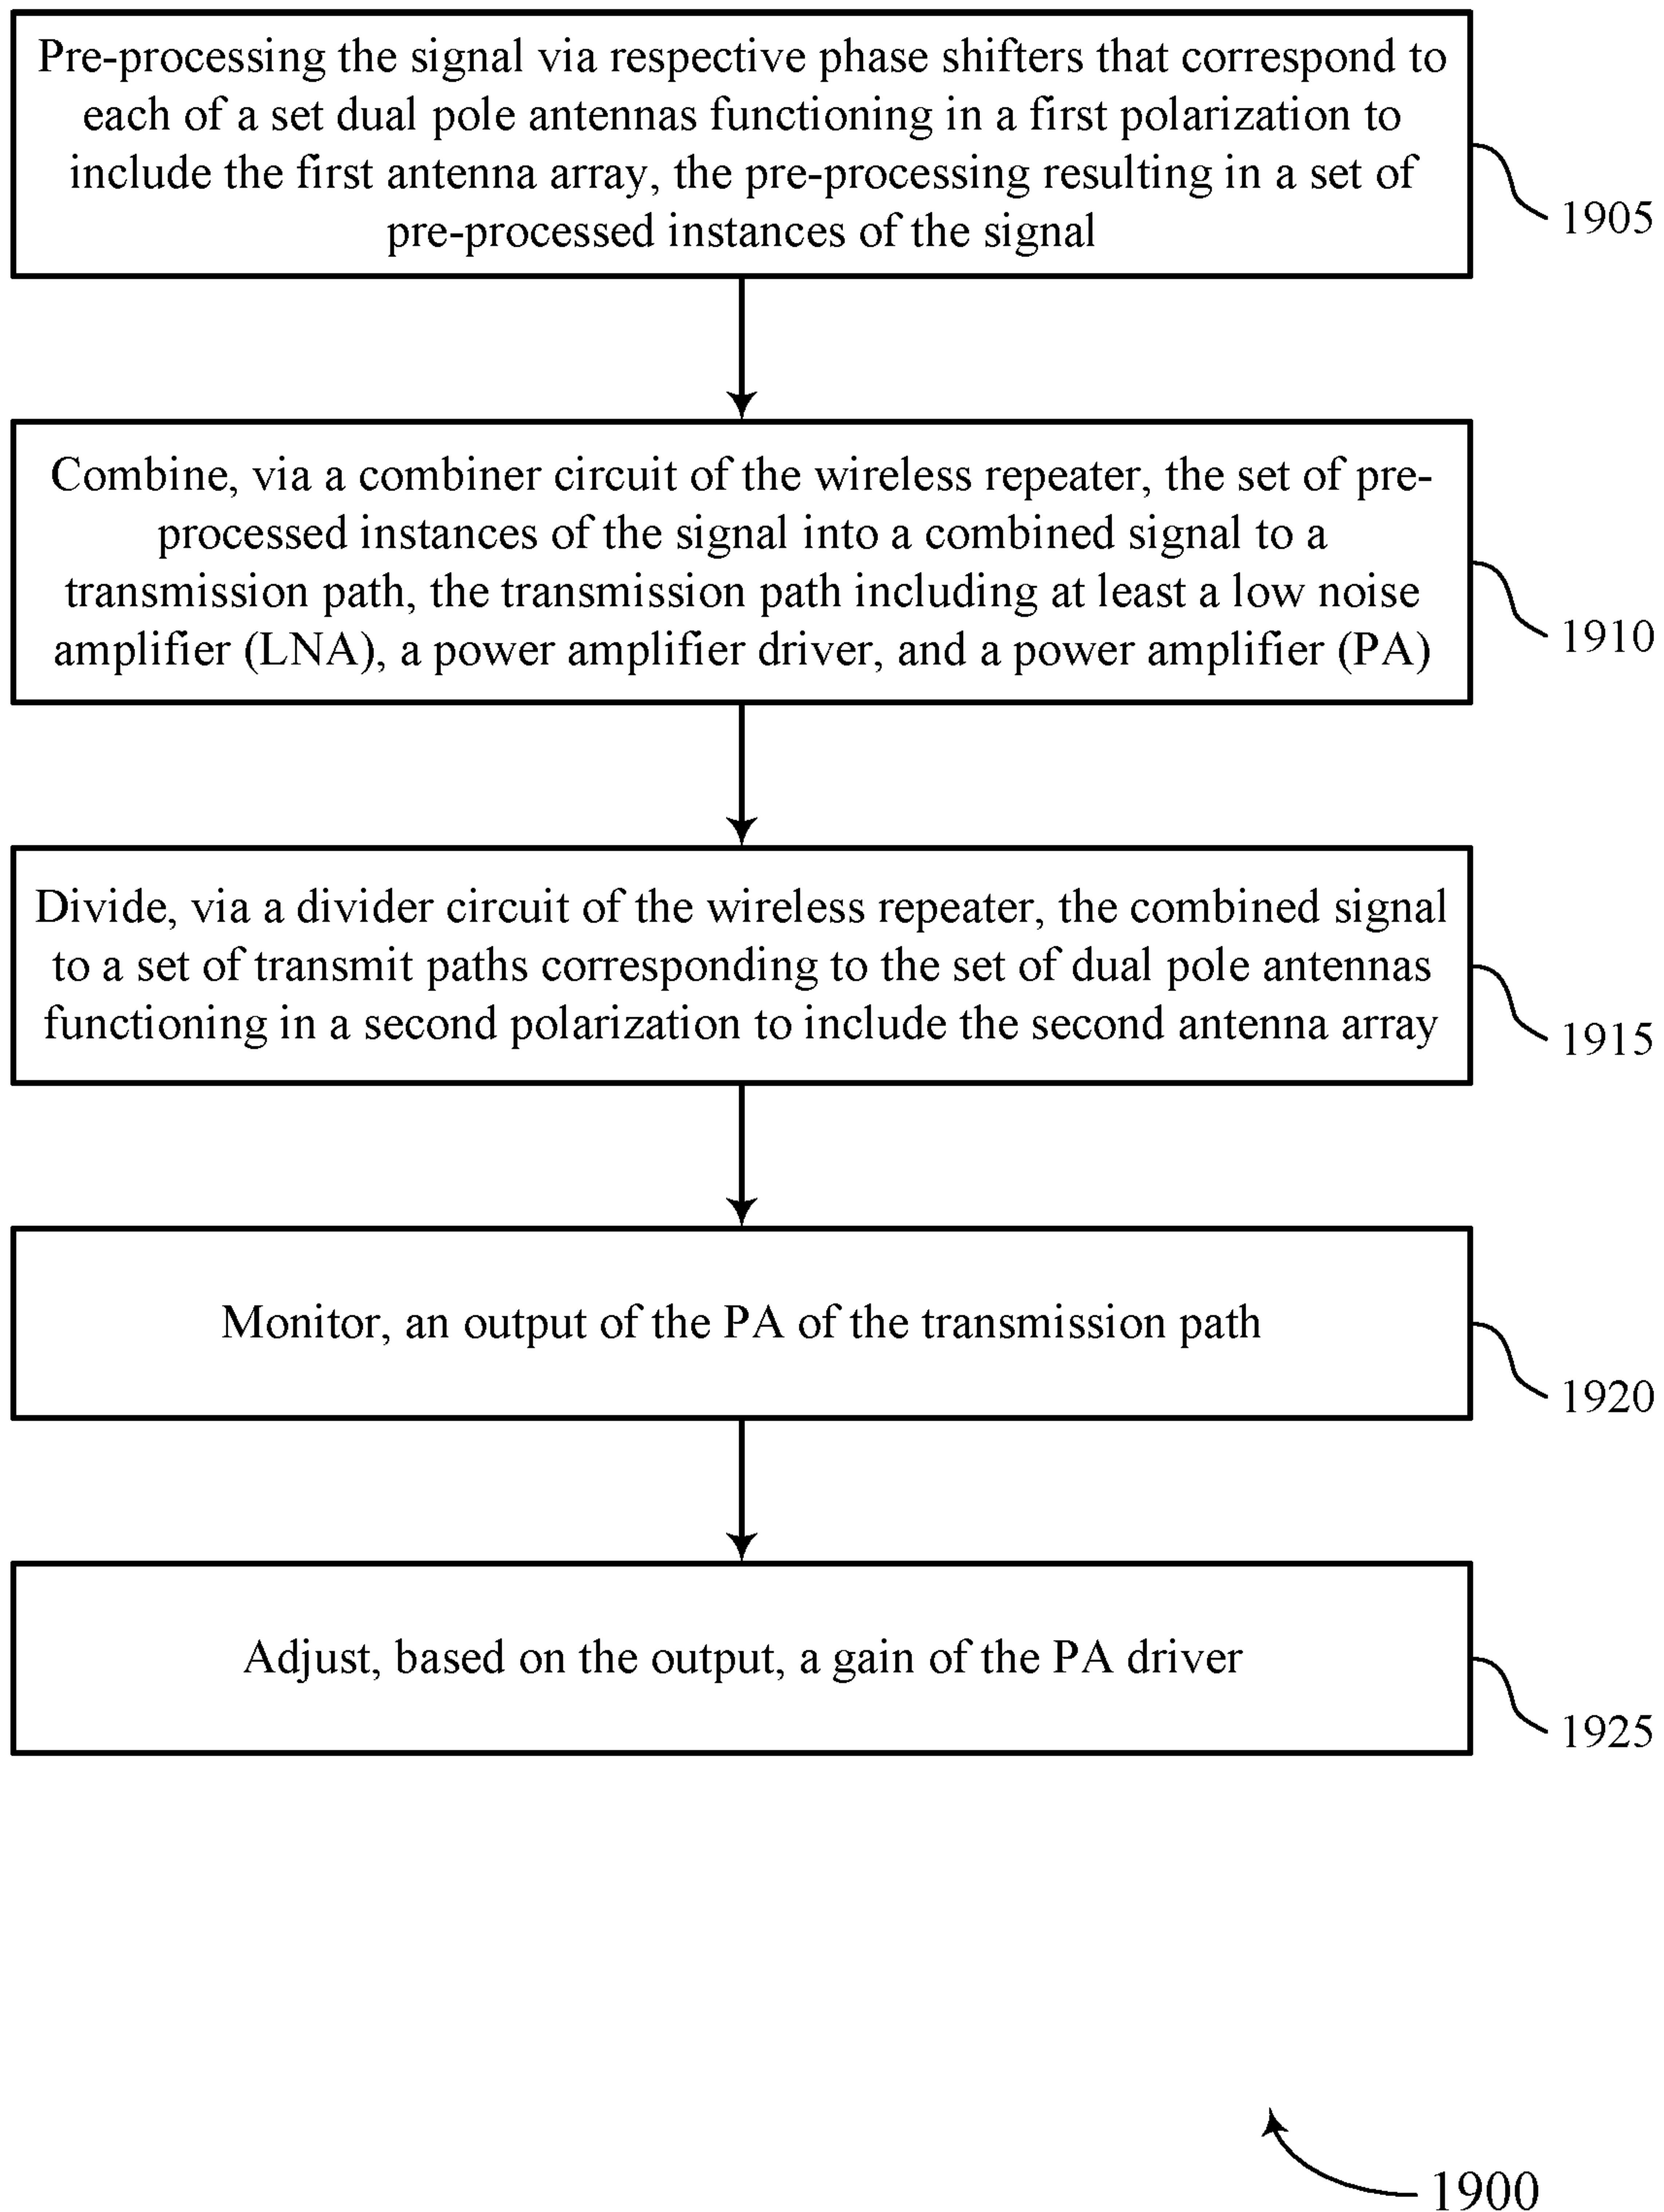 Pre-processing the signal via respective phase shifters that correspond to
each of a set dual pole antennas functioning in a first polarization to
include the first antenna array, the pre-processing resulting in a set of
pre-processed instances of the signal
1905
Combine, via a combiner circuit of the wireless repeater, the set of pre-
processed instances of the signal into a combined signal to a
transmission path, the transmission path including at least a low noise
amplifier (LNA), a power amplifier driver, and a power amplifier (PA)
1910
Divide, via a divider circuit of the wireless repeater, the combined signal
to a set of transmit paths corresponding to the set of dual pole antennas
functioning in a second polarization to include the second antenna array
1915
Monitor, an output of the PA of the transmission path
1920
Adjust, based on the output, a gain of the PA driver
1925
1900